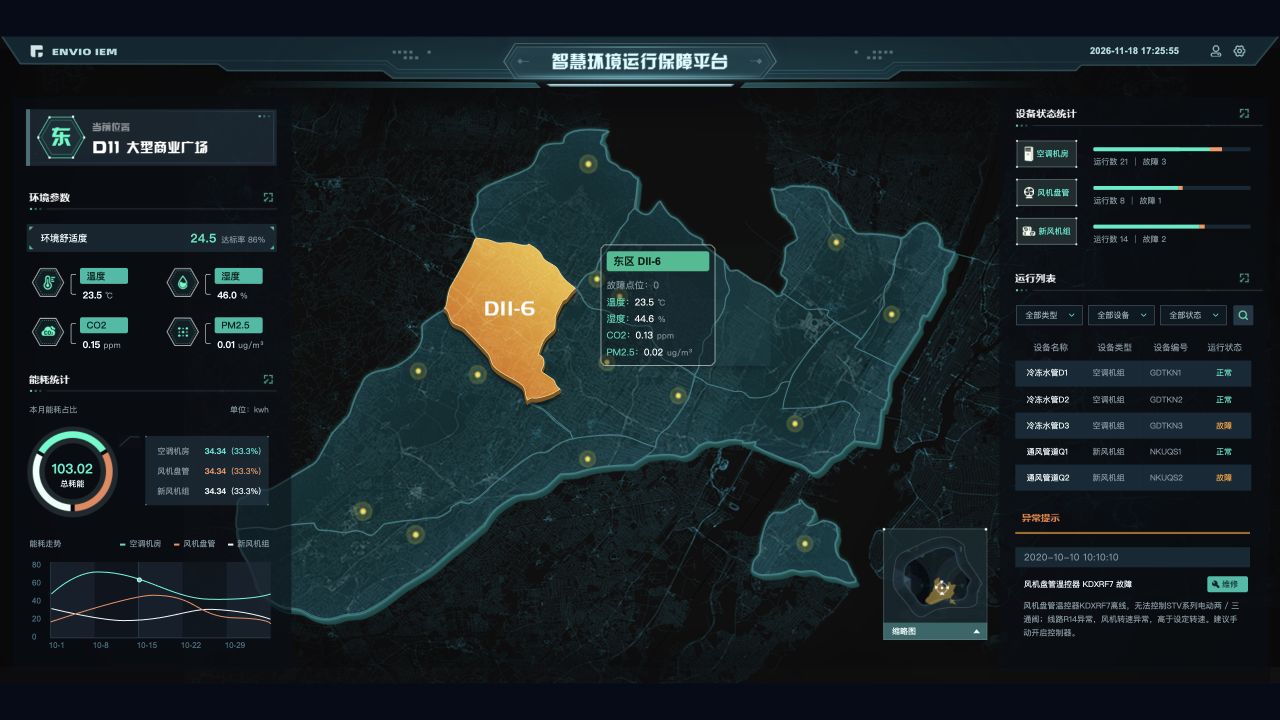 ENVIO IEM
智慧环境运行保障平台
2026-11-18 17:25:55
东
当前位置
D11 大型商业广场
环境参数
环境舒适度 24.5 达标率 86%
温度
23.5 ℃
湿度
46.0 %
CO2
CO2
0.15 ppm
PM2.5
0.01 ug/m³
能耗统计
本月能耗占比 单位: kwh
103.02
总耗能
空调机房 34.34 (33.3%)
风机盘管 34.34 (33.3%)
新风机组 34.34 (33.3%)
能耗走势 空调机房 风机盘管 新风机组
80
60
40
20
0
10-1 10-8 10-15 10-22 10-29
DII-6
东区 DII-6
故障点位: 0
温度: 23.5 ℃
湿度: 44.6 %
CO2: 0.13 ppm
PM2.5: 0.02 ug/m³
缩略图
设备状态统计
空调机房
运行数 21 | 故障 3
风机盘管
运行数 8 | 故障 1
新风机组
运行数 14 | 故障 2
运行列表
全部类型 全部设备 全部状态
设备名称 设备类型 设备编号 运行状态
冷冻水管D1 空调机组 GDTKN1 正常
冷冻水管D2 空调机组 GDTKN2 正常
冷冻水管D3 空调机组 GDTKN3 故障
通风管道Q1 新风机组 NKUQS1 正常
通风管道Q2 新风机组 NKUQS2 故障
异常提示
2020-10-10 10:10:10
风机盘管温控器 KDXRF7 故障 维修
风机盘管温控器KDXRF7离线，无法控制STV系列电动两 / 三
通阀；线路R14异常，风机转速异常，高于设定转速。建议手
动开启控制器。